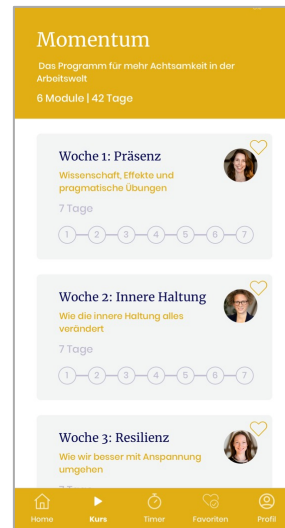 Momentum
Das Programm für mehr Achtsamkeit in der
Arbeitswelt
6 Module | 42 Tage
Woche 1: Präsenz
Wissenschaft, Effekte und
pragmatische Übungen
7 Tage
1 2 3 4 5 6 7
Woche 2: Innere Haltung
Wie die innere Haltung alles
verändert
7 Tage
1 2 3 4 5 6 7
Woche 3: Resilienz
Wie wir besser mit Anspannung
umgehen
Home Kurs Timer Favoriten Profil